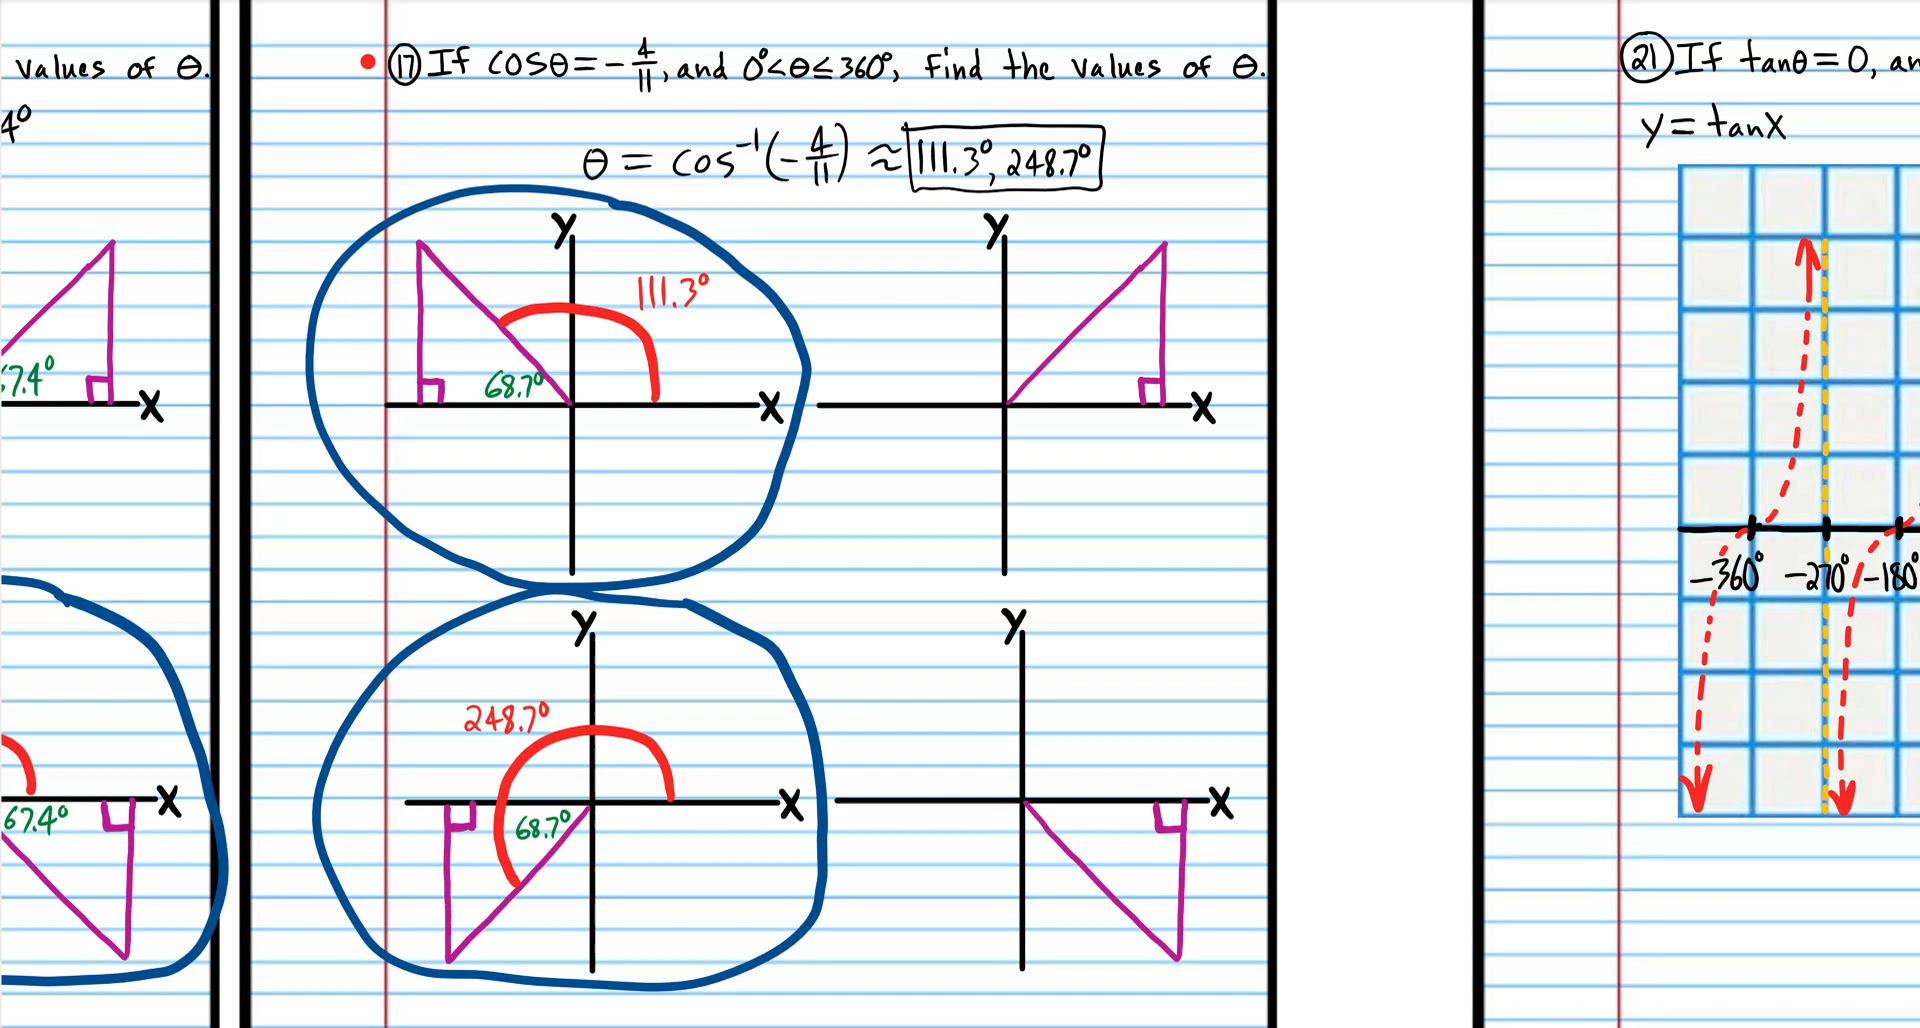 values of θ.
4°
67.4°
X
X
67.4°
⑰ If cosθ = -4/11, and 0° < θ ≤ 360°, find the values of θ.
θ = cos⁻¹(-4/11) ≈ 111.3°, 248.7°
y
111.3°
68.7°
X
y
X
y
248.7°
68.7°
X
y
X
㉑ If tanθ = 0, an
y = tanx
-360° -270° -180°